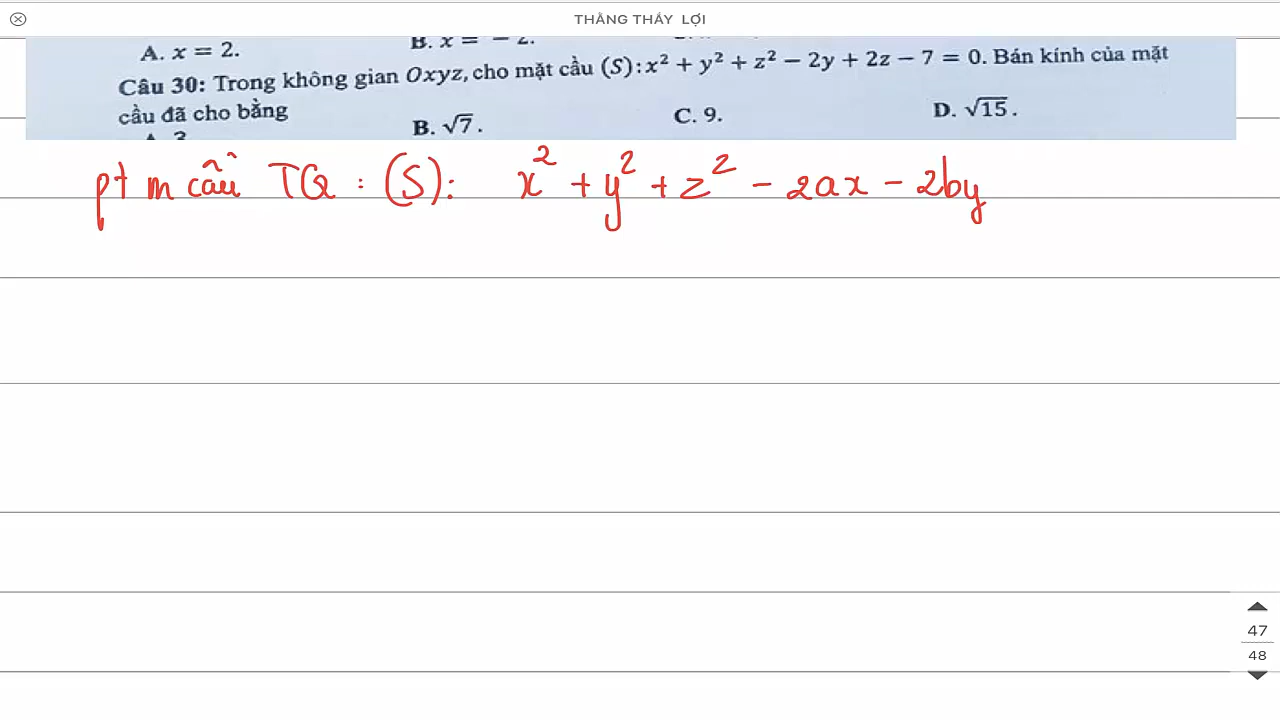 THẰNG THẦY LỢI
A. x = 2.
B. x = − 2.
Câu 30: Trong không gian Oxyz, cho mặt cầu (S): x² + y² + z² − 2y + 2z − 7 = 0. Bán kính của mặt
cầu đã cho bằng
A. 3
B. √7.
C. 9.
D. √15.
pt m cầu TQ : (S): x² + y² + z² − 2ax − 2by
47
48